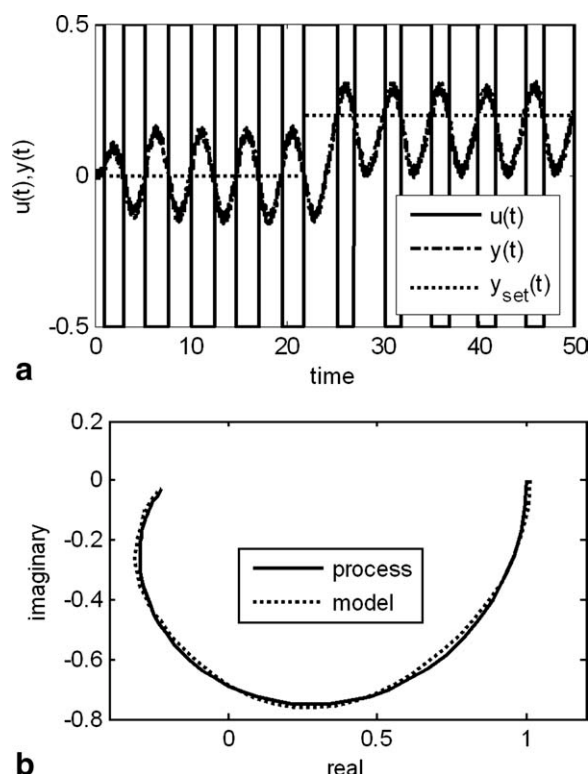 0.5
0
-0.5
u(t),y(t)
u(t)
y(t)
y_set(t)
0 10 20 30 40 50
time
a
0.2
0
-0.2
-0.4
-0.6
-0.8
imaginary
process
model
0 0.5 1
real
b